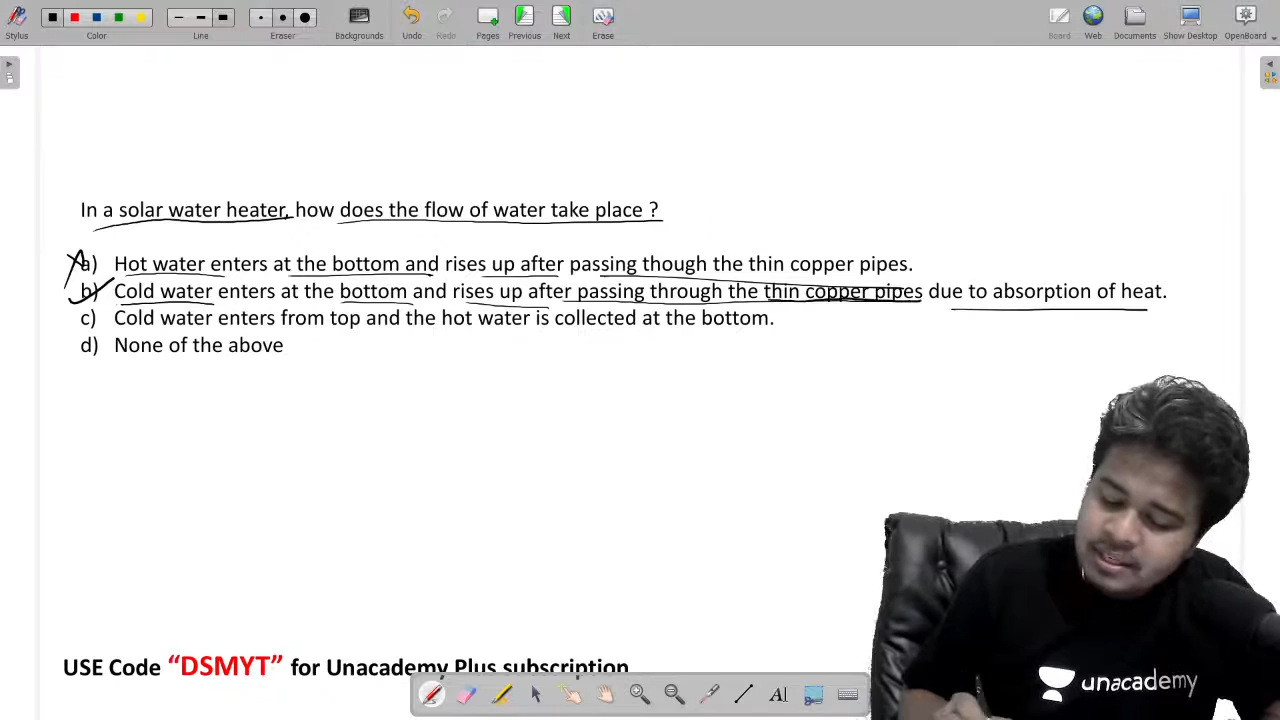 Stylus Color Line Eraser Backgrounds Undo Redo Pages Previous Next Erase Board Web Documents Show Desktop OpenBoard
In a solar water heater, how does the flow of water take place ?
a) Hot water enters at the bottom and rises up after passing though the thin copper pipes.
b) Cold water enters at the bottom and rises up after passing through the thin copper pipes due to absorption of heat.
c) Cold water enters from top and the hot water is collected at the bottom.
d) None of the above
unacademy
USE Code “DSMYT” for Unacademy Plus subscription